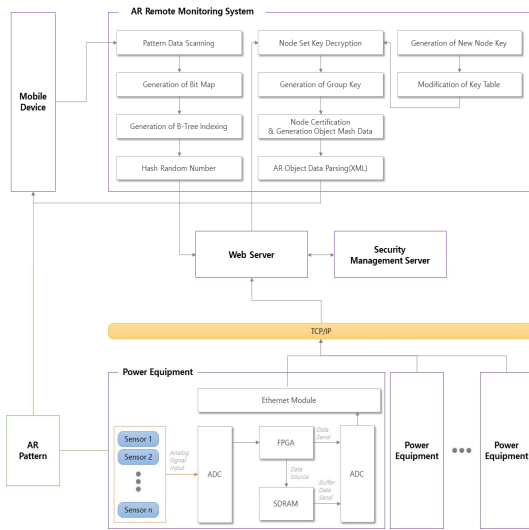 AR Remote Monitoring System
Pattern Data Scanning
Node Set Key Decryption
Generation of New Node Key
Mobile
Device
Generation of Bit Map
Generation of Group Key
Modification of Key Table
Generation of B-Tree Indexing
Node Certification
& Generation Object Mash Data
Hash Random Number
AR Object Data Parsing(XML)
Web Server
Security
Management Server
TCP/IP
Power Equipment
Ethernet Module
AR
Pattern
Sensor 1
Sensor 2
Sensor n
Analog
Signal
Input
ADC
FPGA
Data
Send
Data
Source
SDRAM
Buffer
Data
Send
ADC
Power
Equipment
Power
Equipment